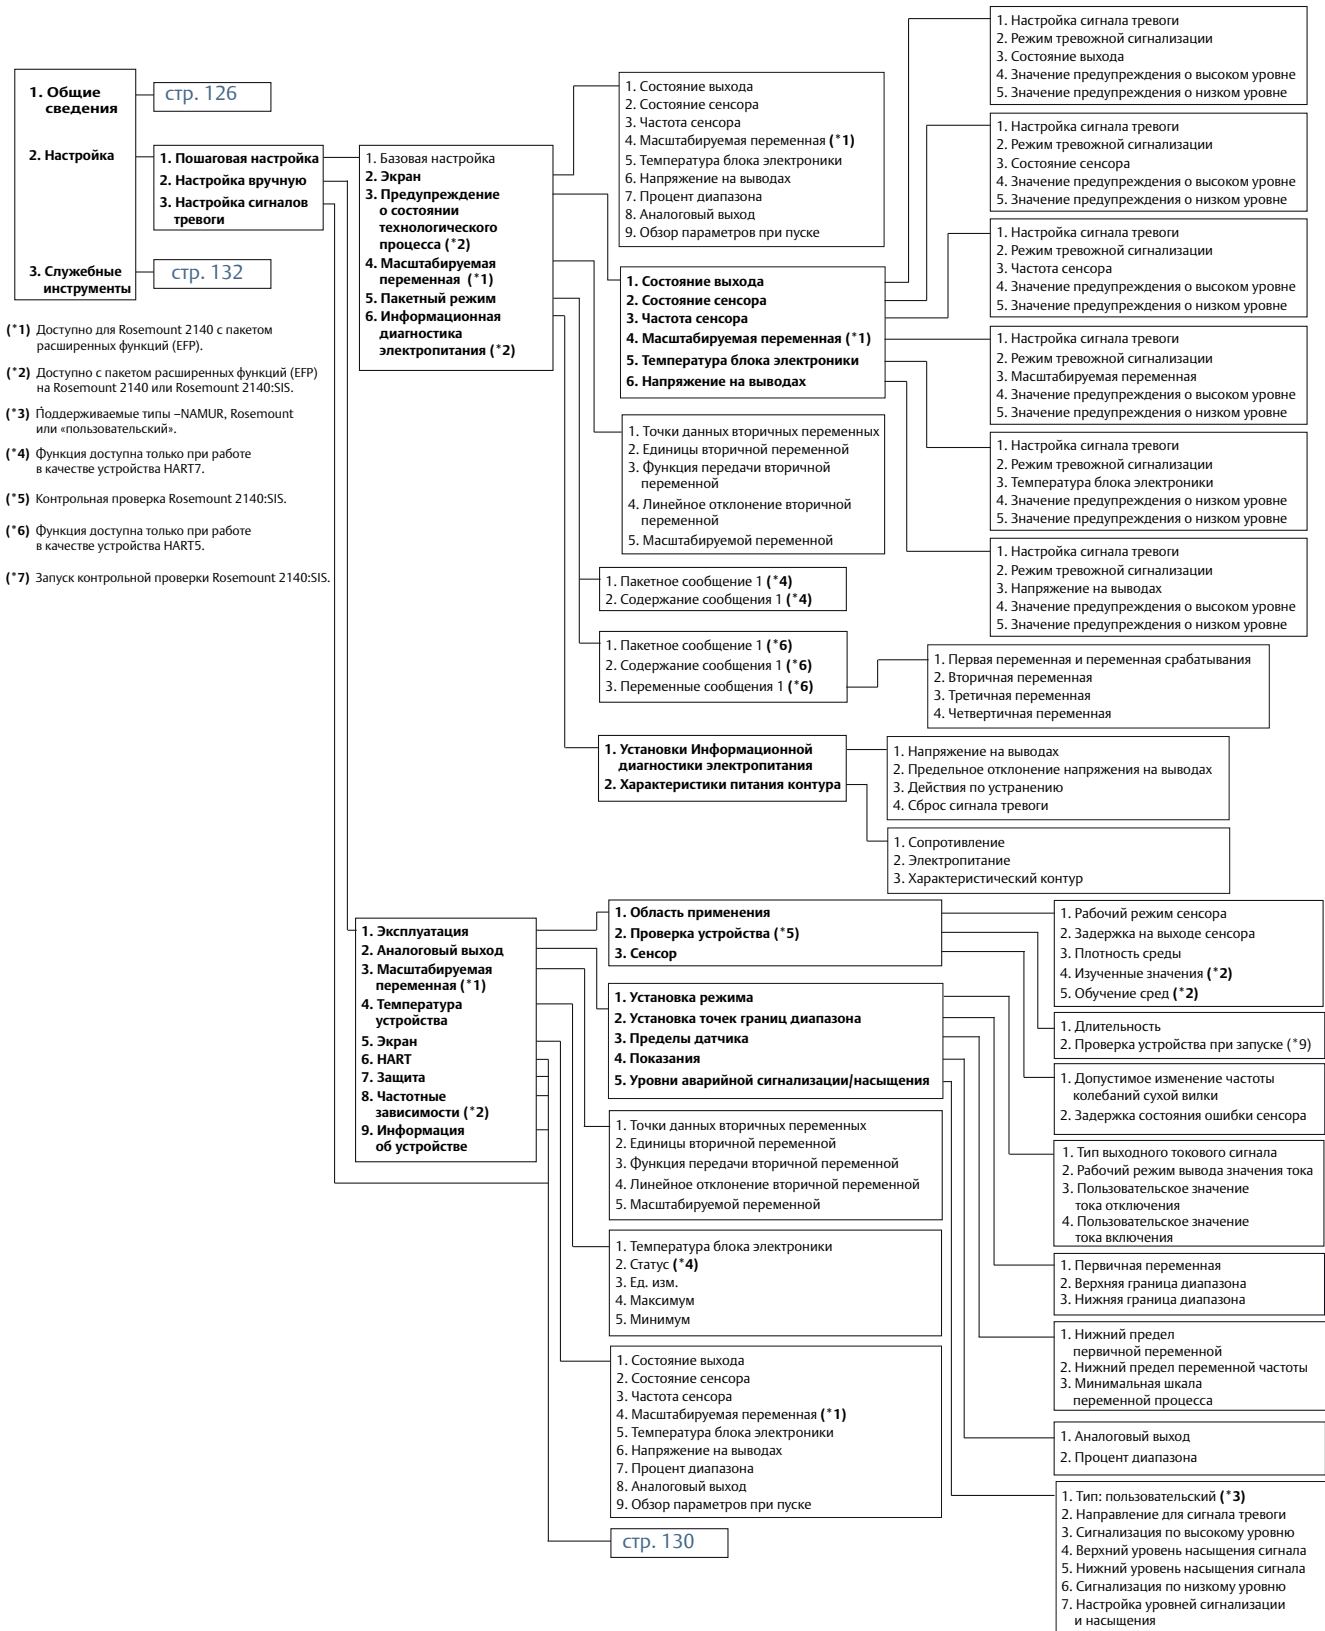 1. Общие
сведения
стр. 126
2. Настройка
3. Служебные
инструменты
стр. 132
(*1) Доступно для Rosemount 2140 с пакетом
расширенных функций (EFP).
(*2) Доступно с пакетом расширенных функций (EFP)
на Rosemount 2140 или Rosemount 2140:SIS.
(*3) Поддерживаемые типы –NAMUR, Rosemount
или «пользовательский».
(*4) Функция доступна только при работе
в качестве устройства HART7.
(*5) Контрольная проверка Rosemount 2140:SIS.
(*6) Функция доступна только при работе
в качестве устройства HART5.
(*7) Запуск контрольной проверки Rosemount 2140:SIS.
1. Пошаговая настройка
2. Настройка вручную
3. Настройка сигналов
тревоги
1. Базовая настройка
2. Экран
3. Предупреждение
о состоянии
технологического
процесса (*2)
4. Масштабируемая
переменная (*1)
5. Пакетный режим
6. Информационная
диагностика
электропитания (*2)
1. Состояние выхода
2. Состояние сенсора
3. Частота сенсора
4. Масштабируемая переменная (*1)
5. Температура блока электроники
6. Напряжение на выводах
7. Процент диапазона
8. Аналоговый выход
9. Обзор параметров при пуске
1. Состояние выхода
2. Состояние сенсора
3. Частота сенсора
4. Масштабируемая переменная (*1)
5. Температура блока электроники
6. Напряжение на выводах
1. Точки данных вторичных переменных
2. Единицы вторичной переменной
3. Функция передачи вторичной
переменной
4. Линейное отклонение вторичной
переменной
5. Масштабируемой переменной
1. Пакетное сообщение 1 (*4)
2. Содержание сообщения 1 (*4)
1. Пакетное сообщение 1 (*6)
2. Содержание сообщения 1 (*6)
3. Переменные сообщения 1 (*6)
1. Установки Информационной
диагностики электропитания
2. Характеристики питания контура
1. Настройка сигнала тревоги
2. Режим тревожной сигнализации
3. Состояние выхода
4. Значение предупреждения о высоком уровне
5. Значение предупреждения о низком уровне
1. Настройка сигнала тревоги
2. Режим тревожной сигнализации
3. Состояние сенсора
4. Значение предупреждения о высоком уровне
5. Значение предупреждения о низком уровне
1. Настройка сигнала тревоги
2. Режим тревожной сигнализации
3. Частота сенсора
4. Значение предупреждения о высоком уровне
5. Значение предупреждения о низком уровне
1. Настройка сигнала тревоги
2. Режим тревожной сигнализации
3. Масштабируемая переменная
4. Значение предупреждения о высоком уровне
5. Значение предупреждения о низком уровне
1. Настройка сигнала тревоги
2. Режим тревожной сигнализации
3. Температура блока электроники
4. Значение предупреждения о низком уровне
5. Значение предупреждения о низком уровне
1. Настройка сигнала тревоги
2. Режим тревожной сигнализации
3. Напряжение на выводах
4. Значение предупреждения о высоком уровне
5. Значение предупреждения о низком уровне
1. Первая переменная и переменная срабатывания
2. Вторичная переменная
3. Третичная переменная
4. Четвертичная переменная
1. Напряжение на выводах
2. Предельное отклонение напряжения на выводах
3. Действия по устранению
4. Сброс сигнала тревоги
1. Сопротивление
2. Электропитание
3. Характеристический контур
1. Эксплуатация
2. Аналоговый выход
3. Масштабируемая
переменная (*1)
4. Температура
устройства
5. Экран
6. HART
7. Защита
8. Частотные
зависимости (*2)
9. Информация
об устройстве
1. Область применения
2. Проверка устройства (*5)
3. Сенсор
1. Установка режима
2. Установка точек границ диапазона
3. Пределы датчика
4. Показания
5. Уровни аварийной сигнализации/насыщения
1. Точки данных вторичных переменных
2. Единицы вторичной переменной
3. Функция передачи вторичной переменной
4. Линейное отклонение вторичной переменной
5. Масштабируемой переменной
1. Температура блока электроники
2. Статус (*4)
3. Ед. изм.
4. Максимум
5. Минимум
1. Состояние выхода
2. Состояние сенсора
3. Частота сенсора
4. Масштабируемая переменная (*1)
5. Температура блока электроники
6. Напряжение на выводах
7. Процент диапазона
8. Аналоговый выход
9. Обзор параметров при пуске
стр. 130
1. Рабочий режим сенсора
2. Задержка на выходе сенсора
3. Плотность среды
4. Изученные значения (*2)
5. Обучение сред (*2)
1. Длительность
2. Проверка устройства при запуске (*9)
1. Допустимое изменение частоты
колебаний сухой вилки
2. Задержка состояния ошибки сенсора
1. Тип выходного токового сигнала
2. Рабочий режим вывода значения тока
3. Пользовательское значение
тока отключения
4. Пользовательское значение
тока включения
1. Первичная переменная
2. Верхняя граница диапазона
3. Нижняя граница диапазона
1. Нижний предел
первичной переменной
2. Нижний предел переменной частоты
3. Минимальная шкала
переменной процесса
1. Аналоговый выход
2. Процент диапазона
1. Тип: пользовательский (*3)
2. Направление для сигнала тревоги
3. Сигнализация по высокому уровню
4. Верхний уровень насыщения сигнала
5. Нижний уровень насыщения сигнала
6. Сигнализация по низкому уровню
7. Настройка уровней сигнализации
и насыщения